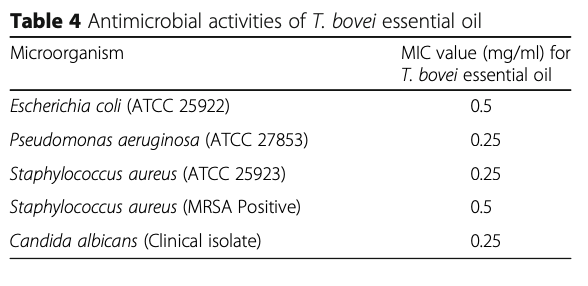 Table 4 Antimicrobial activities of T. bovei essential oil
Microorganism MIC value (mg/ml) for
T. bovei essential oil
Escherichia coli (ATCC 25922) 0.5
Pseudomonas aeruginosa (ATCC 27853) 0.25
Staphylococcus aureus (ATCC 25923) 0.25
Staphylococcus aureus (MRSA Positive) 0.5
Candida albicans (Clinical isolate) 0.25